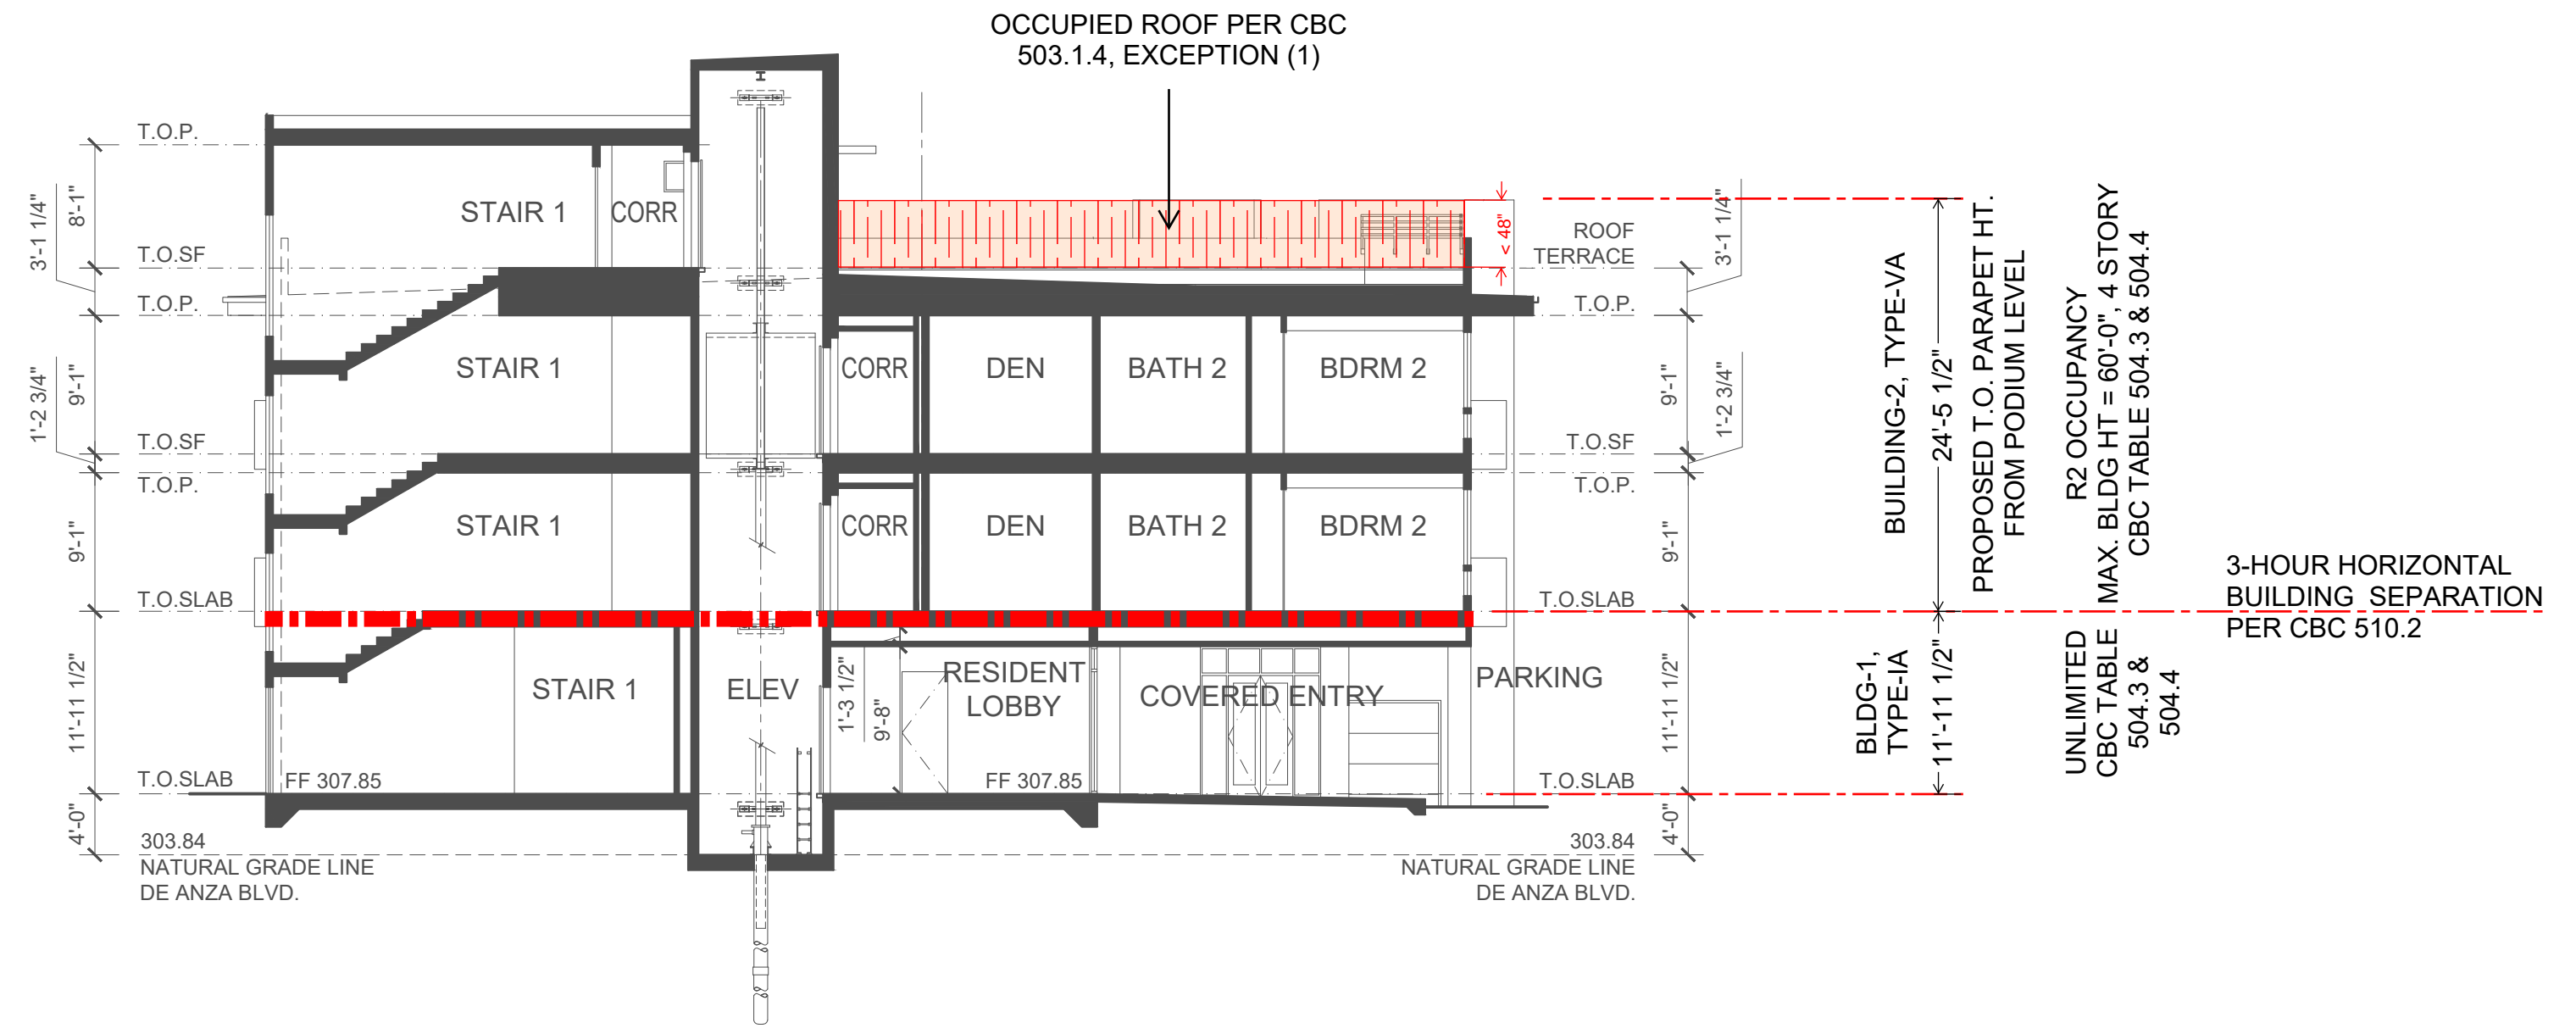 OCCUPIED ROOF PER CBC
503.1.4, EXCEPTION (1)
T.O.P.
8'-1"
3'-1 1/4"
STAIR 1
CORR
T.O.SF
T.O.P.
9'-1"
1'-2 3/4"
STAIR 1
T.O.SF
T.O.P.
9'-1"
STAIR 1
T.O.SLAB
11'-11 1/2"
STAIR 1
T.O.SLAB
FF 307.85
4'-0"
303.84
NATURAL GRADE LINE
DE ANZA BLVD.
ELEV
CORR
DEN
BATH 2
BDRM 2
CORR
DEN
BATH 2
BDRM 2
1'-3 1/2"
9'-8"
RESIDENT
LOBBY
COVERED ENTRY
PARKING
FF 307.85
< 48"
ROOF
TERRACE
3'-1 1/4"
T.O.P.
9'-1"
1'-2 3/4"
T.O.SF
T.O.P.
9'-1"
T.O.SLAB
11'-11 1/2"
T.O.SLAB
4'-0"
303.84
NATURAL GRADE LINE
DE ANZA BLVD.
BUILDING-2, TYPE-VA
24'-5 1/2"
PROPOSED T.O. PARAPET HT.
FROM PODIUM LEVEL
R2 OCCUPANCY
MAX. BLDG HT = 60'-0", 4 STORY
CBC TABLE 504.3 & 504.4
BLDG-1,
TYPE-IA
11'-11 1/2"
UNLIMITED
CBC TABLE
504.3 &
504.4
3-HOUR HORIZONTAL
BUILDING SEPARATION
PER CBC 510.2